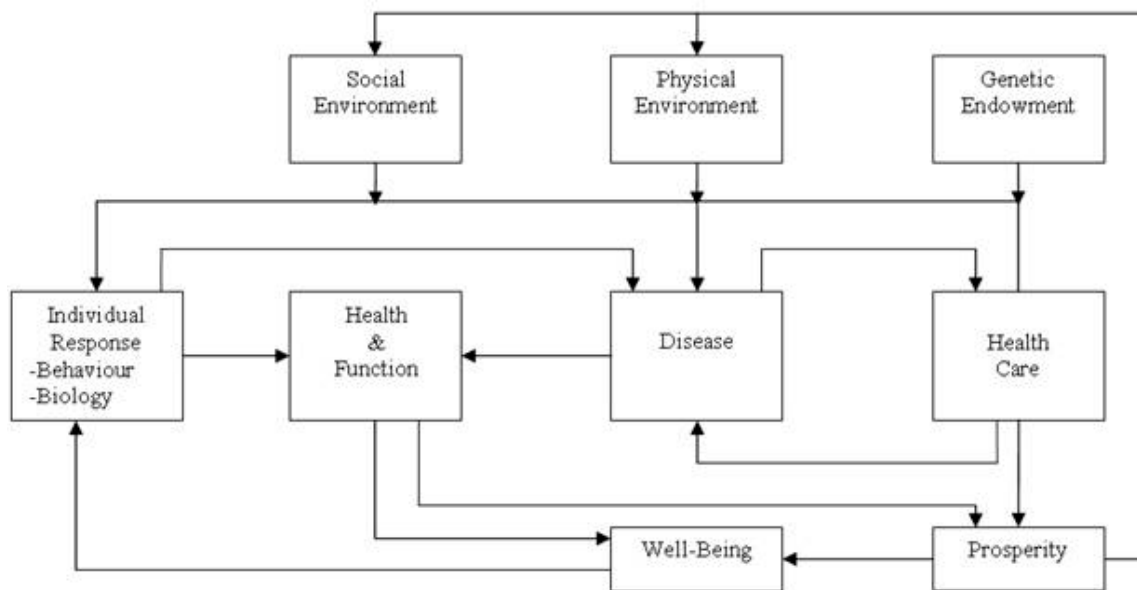 Social
Environment
Physical
Environment
Genetic
Endowment
Individual
Response
-Behaviour
-Biology
Health
&
Function
Disease
Health
Care
Well-Being
Prosperity